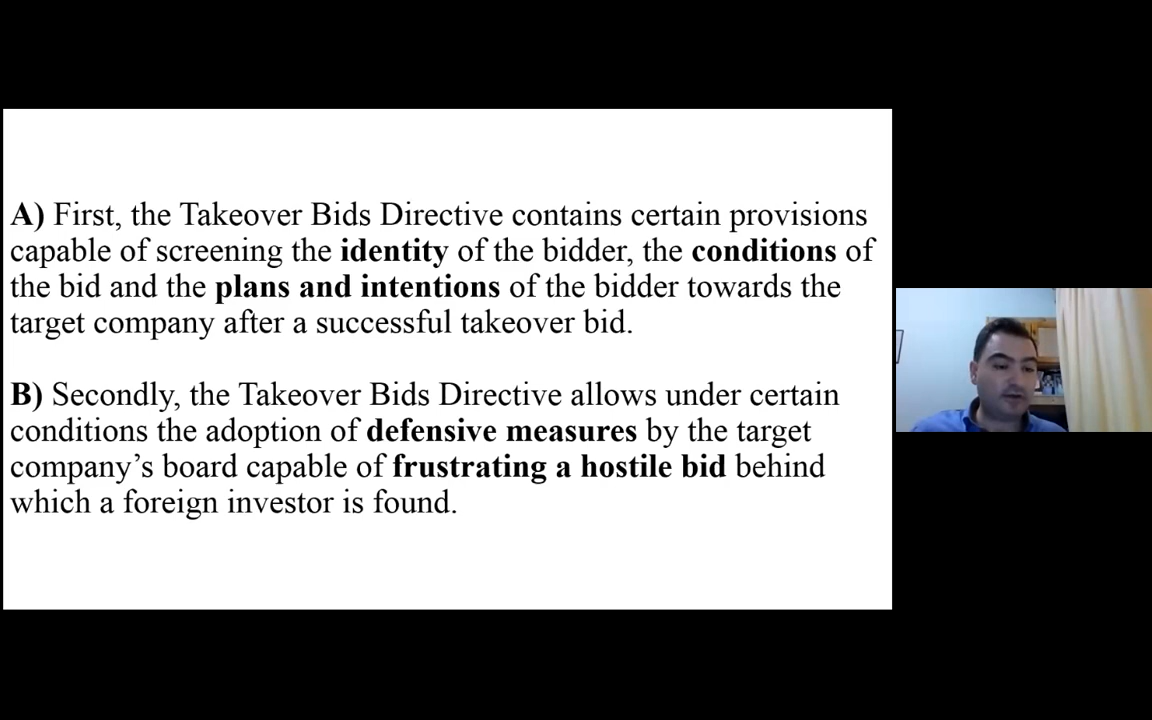 A) First, the Takeover Bids Directive contains certain provisions
capable of screening the identity of the bidder, the conditions of
the bid and the plans and intentions of the bidder towards the
target company after a successful takeover bid.
B) Secondly, the Takeover Bids Directive allows under certain
conditions the adoption of defensive measures by the target
company’s board capable of frustrating a hostile bid behind
which a foreign investor is found.